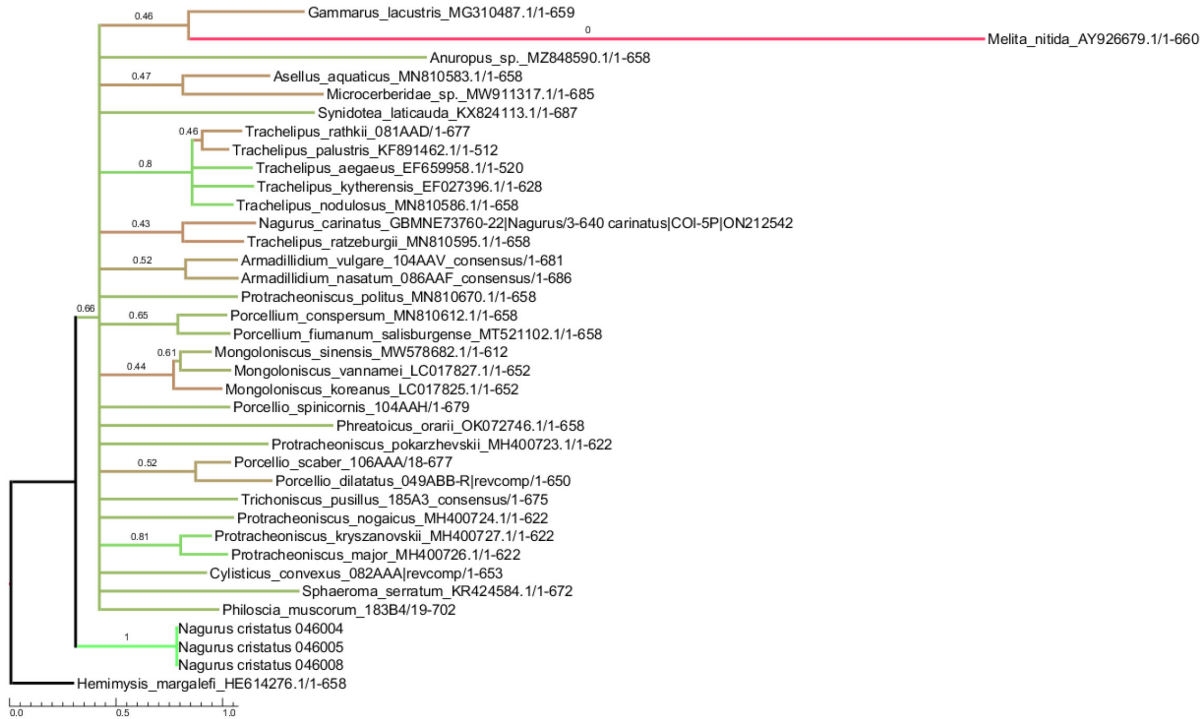 0.46
Gammarus_lacustris_MG310487.1/1-659
0
Melita_nitida_AY926679.1/1-660
Anuropus_sp._MZ848590.1/1-658
0.47
Asellus_aquaticus_MN810583.1/1-658
Microcerberidae_sp._MW911317.1/1-685
Synidotea_laticauda_KX824113.1/1-687
0.46
Trachelipus_rathkii_081AAD/1-677
Trachelipus_palustris_KF891462.1/1-512
0.8
Trachelipus_aegaeus_EF659958.1/1-520
Trachelipus_kytherensis_EF027396.1/1-628
Trachelipus_nodulosus_MN810586.1/1-658
0.43
Nagurus_carinatus_GBMNE73760-22|Nagurus/3-640 carinatus|COI-5P|ON212542
Trachelipus_ratzeburgii_MN810595.1/1-658
0.52
Armadillidium_vulgare_104AAV_consensus/1-681
Armadillidium_nasatum_086AAF_consensus/1-686
Protracheoniscus_politus_MN810670.1/1-658
0.66
0.65
Porcellium_conspersum_MN810612.1/1-658
Porcellium_fiumanum_salisburgense_MT521102.1/1-658
0.61
Mongoloniscus_sinensis_MW578682.1/1-612
0.44
Mongoloniscus_vannamei_LC017827.1/1-652
Mongoloniscus_koreanus_LC017825.1/1-652
Porcellio_spinicornis_104AAH/1-679
Phreatoicus_orarii_OK072746.1/1-658
Protracheoniscus_pokarzhevskii_MH400723.1/1-622
0.52
Porcellio_scaber_106AAA/18-677
Porcellio_dilatatus_049ABB-R|revcomp/1-650
Trichoniscus_pusillus_185A3_consensus/1-675
Protracheoniscus_nogaicus_MH400724.1/1-622
0.81
Protracheoniscus_kryszanovskii_MH400727.1/1-622
Protracheoniscus_major_MH400726.1/1-622
Cylisticus_convexus_082AAA|revcomp/1-653
Sphaeroma_serratum_KR424584.1/1-672
Philoscia_muscorum_183B4/19-702
1
Nagurus cristatus 046004
Nagurus cristatus 046005
Nagurus cristatus 046008
Hemimysis_margalefi_HE614276.1/1-658
0.0 0.5 1.0